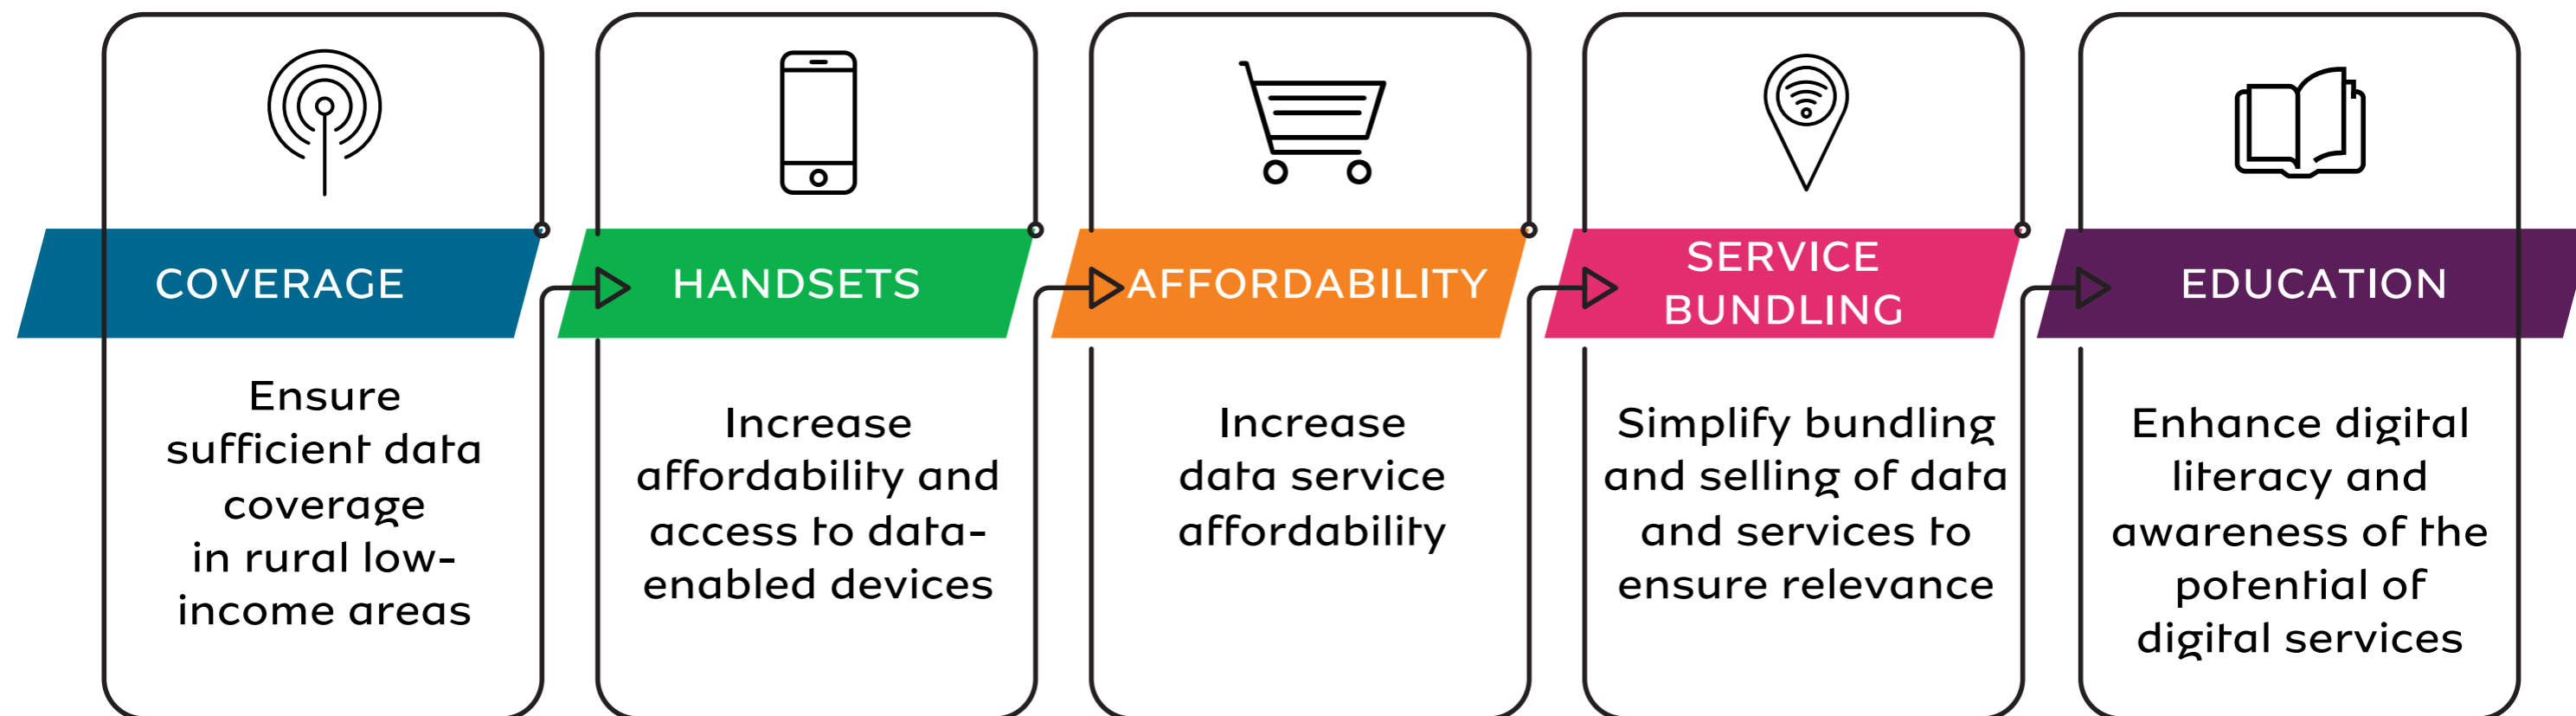 COVERAGE
Ensure
sufficient data
coverage
in rural low-
income areas
HANDSETS
Increase
affordability and
access to data-
enabled devices
AFFORDABILITY
Increase
data service
affordability
SERVICE
BUNDLING
Simplify bundling
and selling of data
and services to
ensure relevance
EDUCATION
Enhance digital
literacy and
awareness of the
potential of
digital services